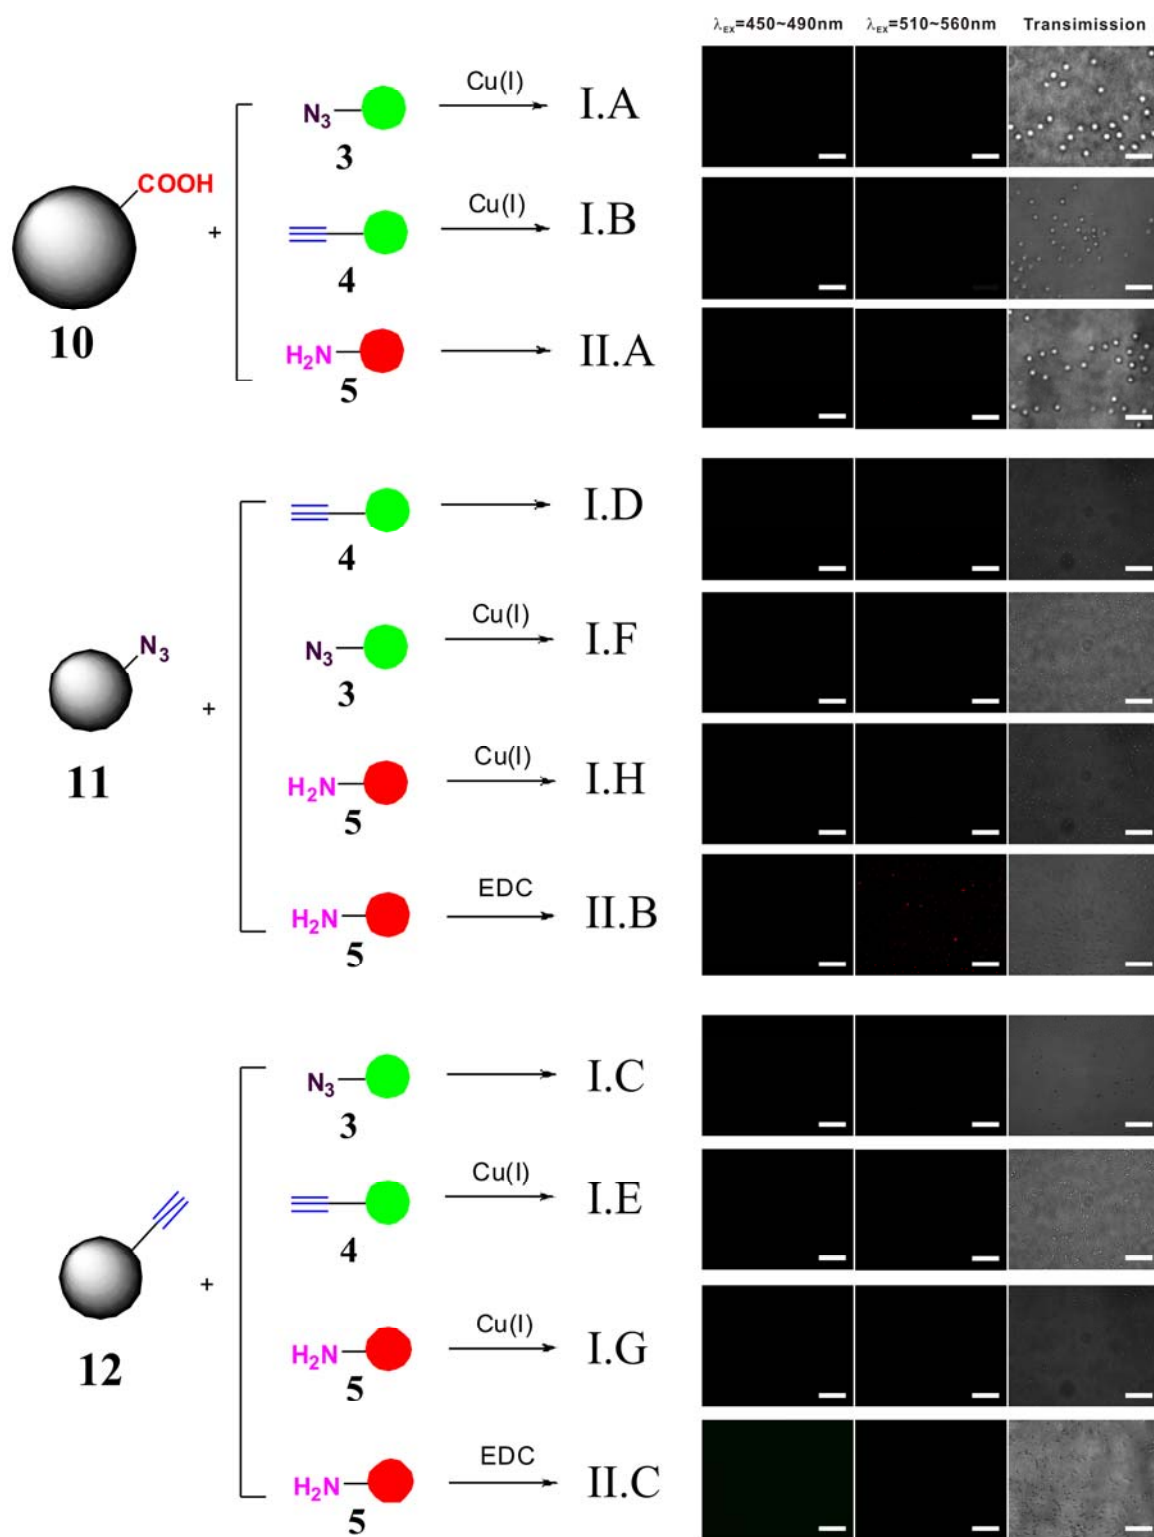 λEX=450~490nm λEX=510~560nm Transimission
N3 3 Cu(I) I.A
COOH
10
+
4 Cu(I) I.B
H2N 5 II.A
4 I.D
N3
11
+
N3 3 Cu(I) I.F
H2N 5 Cu(I) I.H
H2N 5 EDC II.B
N3 3 I.C
12
+
4 Cu(I) I.E
H2N 5 Cu(I) I.G
H2N 5 EDC II.C